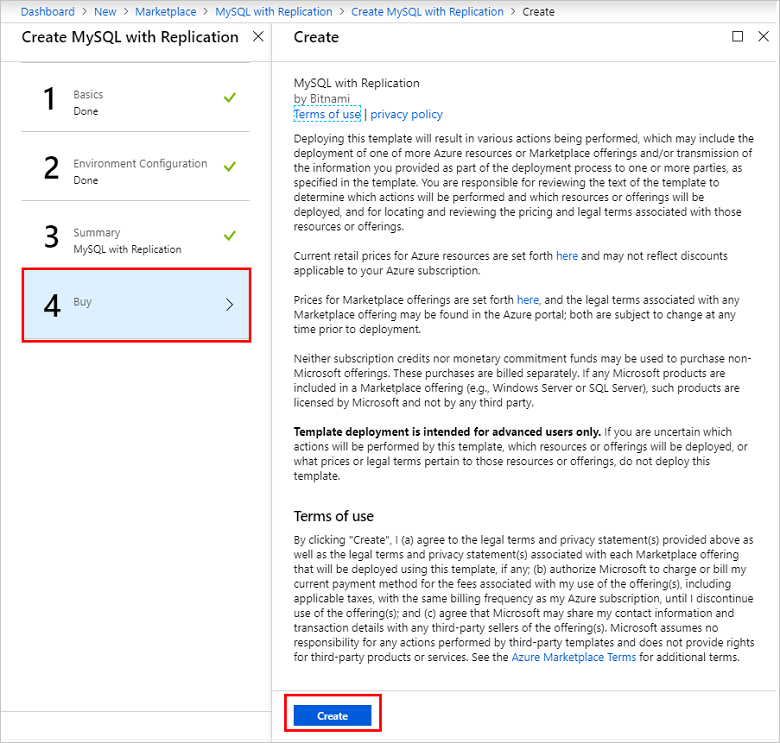 Dashboard > New > Marketplace > MySQL with Replication > Create MySQL with Replication > Create
Create MySQL with Replication
1
Basics
Done
2
Environment Configuration
Done
3
Summary
MySQL with Replication
4
Buy
Create
MySQL with Replication
by Bitnami
Terms of use | privacy policy
Deploying this template will result in various actions being performed, which may include the
deployment of one of more Azure resources or Marketplace offerings and/or transmission of
the information you provided as part of the deployment process to one or more parties, as
specified in the template. You are responsible for reviewing the text of the template to
determine which actions will be performed and which resources or offerings will be
deployed, and for locating and reviewing the pricing and legal terms associated with those
resources or offerings.
Current retail prices for Azure resources are set forth here and may not reflect discounts
applicable to your Azure subscription.
Prices for Marketplace offerings are set forth here, and the legal terms associated with any
Marketplace offering may be found in the Azure portal; both are subject to change at any
time prior to deployment.
Neither subscription credits nor monetary commitment funds may be used to purchase non-
Microsoft offerings. These purchases are billed separately. If any Microsoft products are
included in a Marketplace offering (e.g., Windows Server or SQL Server), such products are
licensed by Microsoft and not by any third party.
Template deployment is intended for advanced users only. If you are uncertain which
actions will be performed by this template, which resources or offerings will be deployed, or
what prices or legal terms pertain to those resources or offerings, do not deploy this
template.
Terms of use
By clicking "Create", I (a) agree to the legal terms and privacy statement(s) provided above as
well as the legal terms and privacy statement(s) associated with each Marketplace offering
that will be deployed using this template, if any; (b) authorize Microsoft to charge or bill my
current payment method for the fees associated with my use of the offering(s), including
applicable taxes, with the same billing frequency as my Azure subscription, until I discontinue
use of the offering(s); and (c) agree that Microsoft may share my contact information and
transaction details with any third-party sellers of the offering(s). Microsoft assumes no
responsibility for any actions performed by third-party templates and does not provide rights
for third-party products or services. See the Azure Marketplace Terms for additional terms.
Create